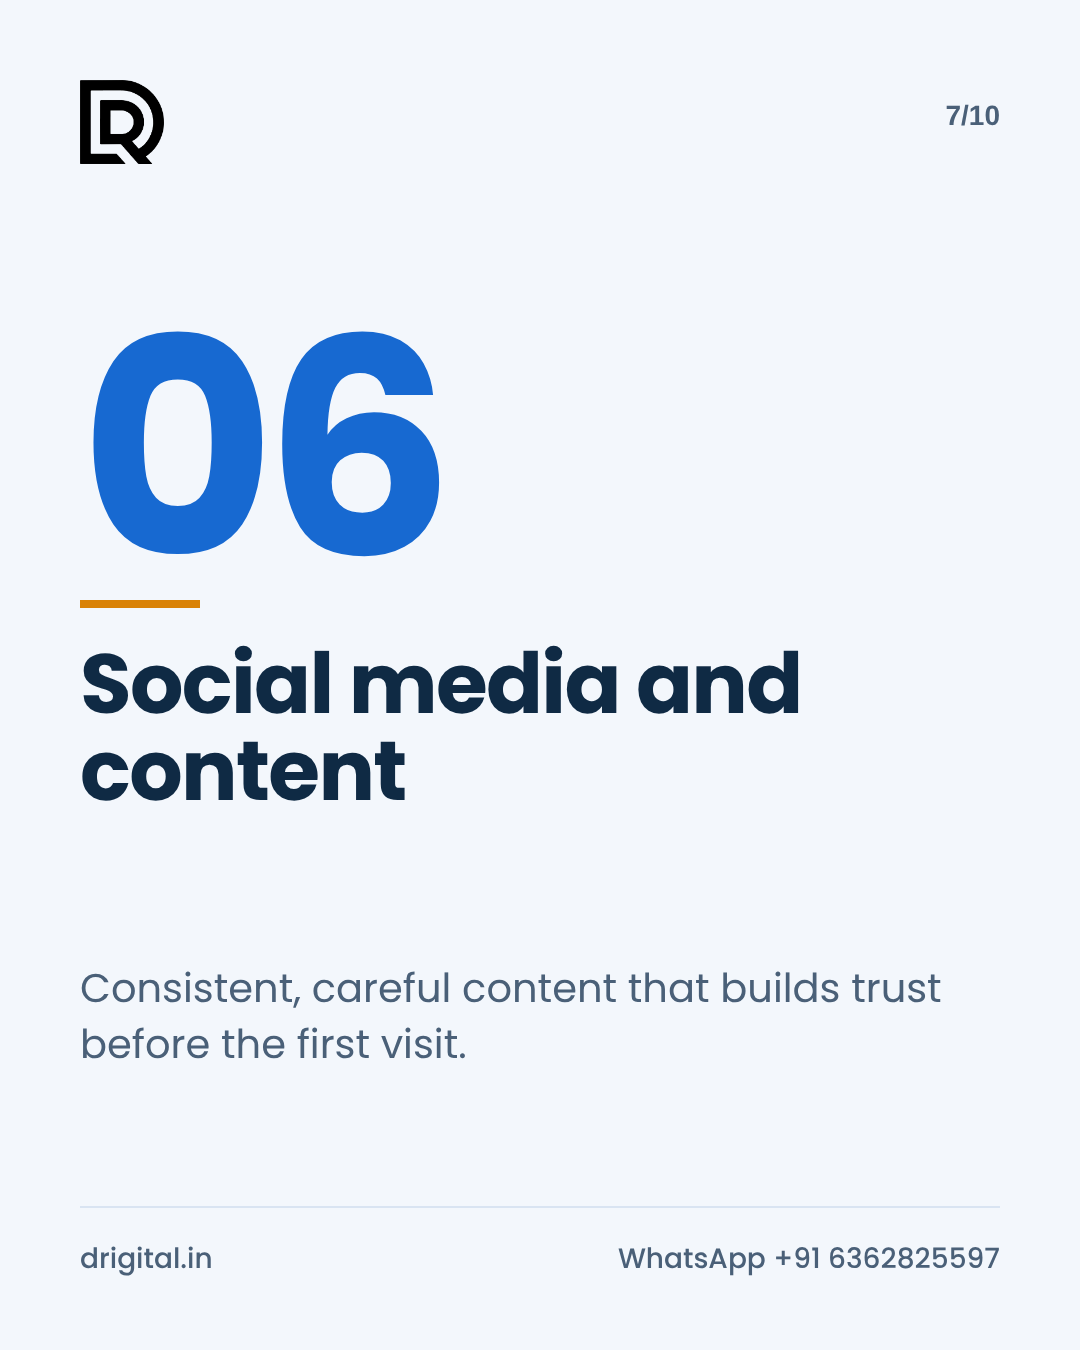 7/10
06
Social media and
content
Consistent, careful content that builds trust
before the first visit.
drigital.in
WhatsApp +91 6362825597